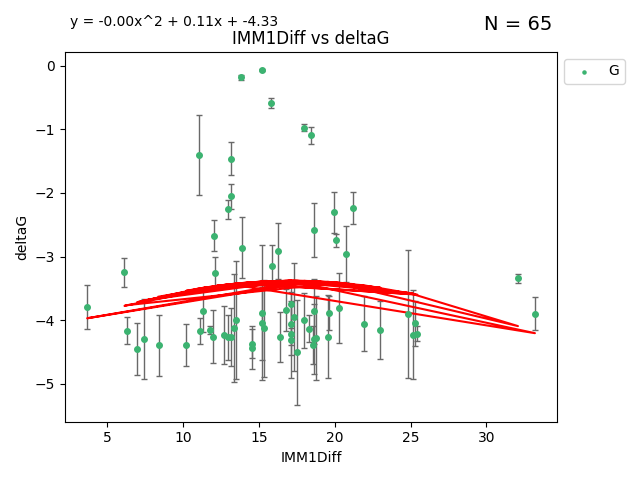 y = -0.00x^2 + 0.11x + -4.33
N = 65
IMM1Diff vs deltaG
G
deltaG
0
−1
−2
−3
−4
−5
5 10 15 20 25 30
IMM1Diff